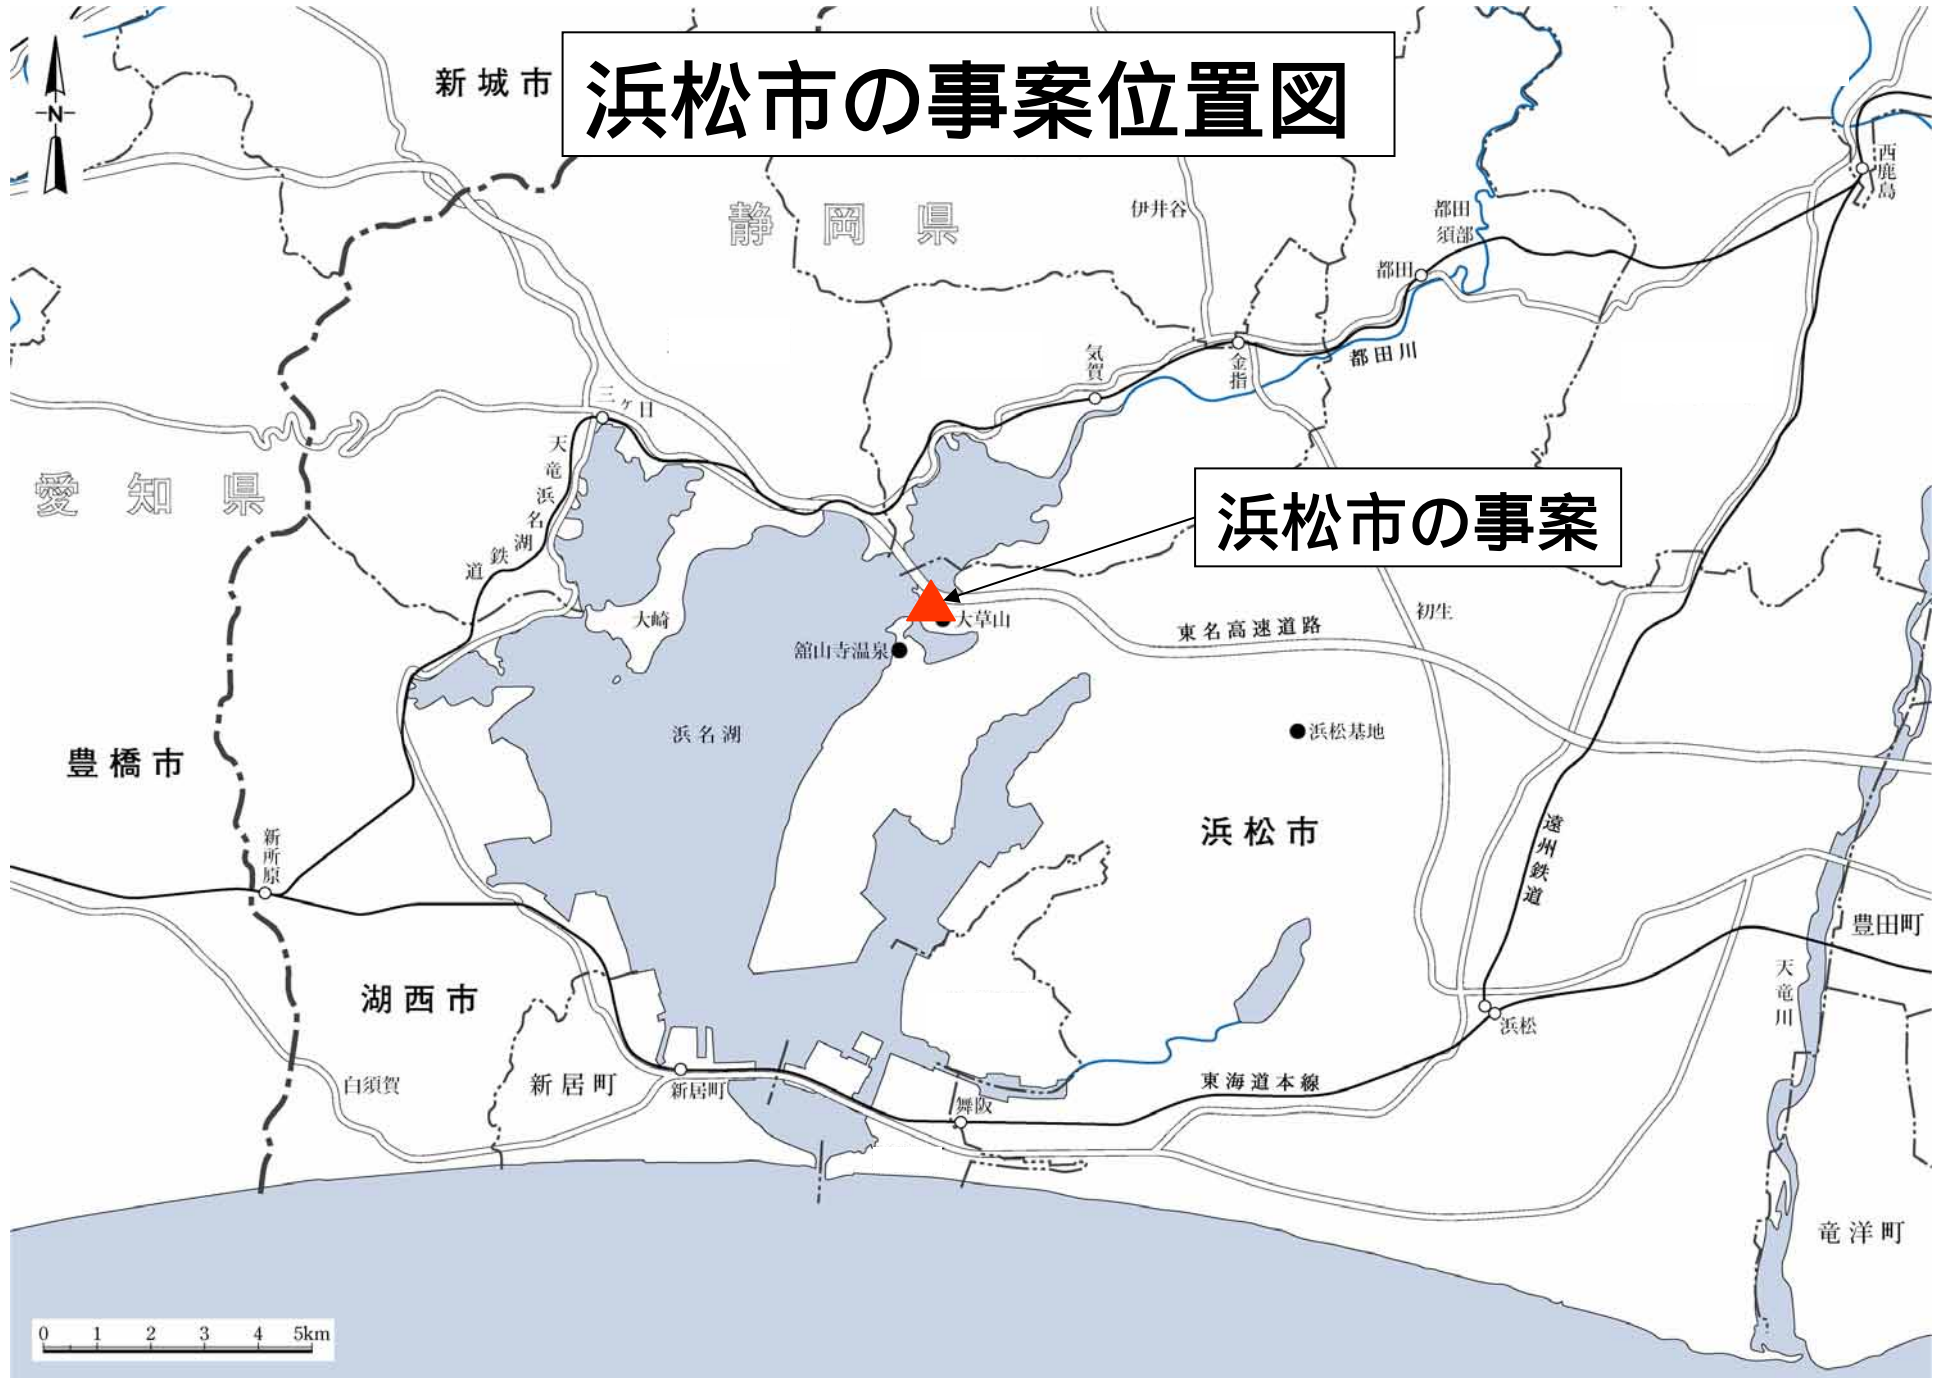 浜松市の事案位置図
新城市
N
静岡県
伊井谷
都田
須部
西鹿島
都田
気賀
金指
都田川
三ヶ日
天竜浜名湖鉄道
愛知県
浜松市の事案
大崎
大草山
舘山寺温泉
初生
東名高速道路
浜名湖
浜松基地
豊橋市
浜松市
新所原
遠州鉄道
豊田町
湖西市
天竜川
浜松
白須賀
新居町
新居町
東海道本線
舞阪
竜洋町
0 1 2 3 4 5km